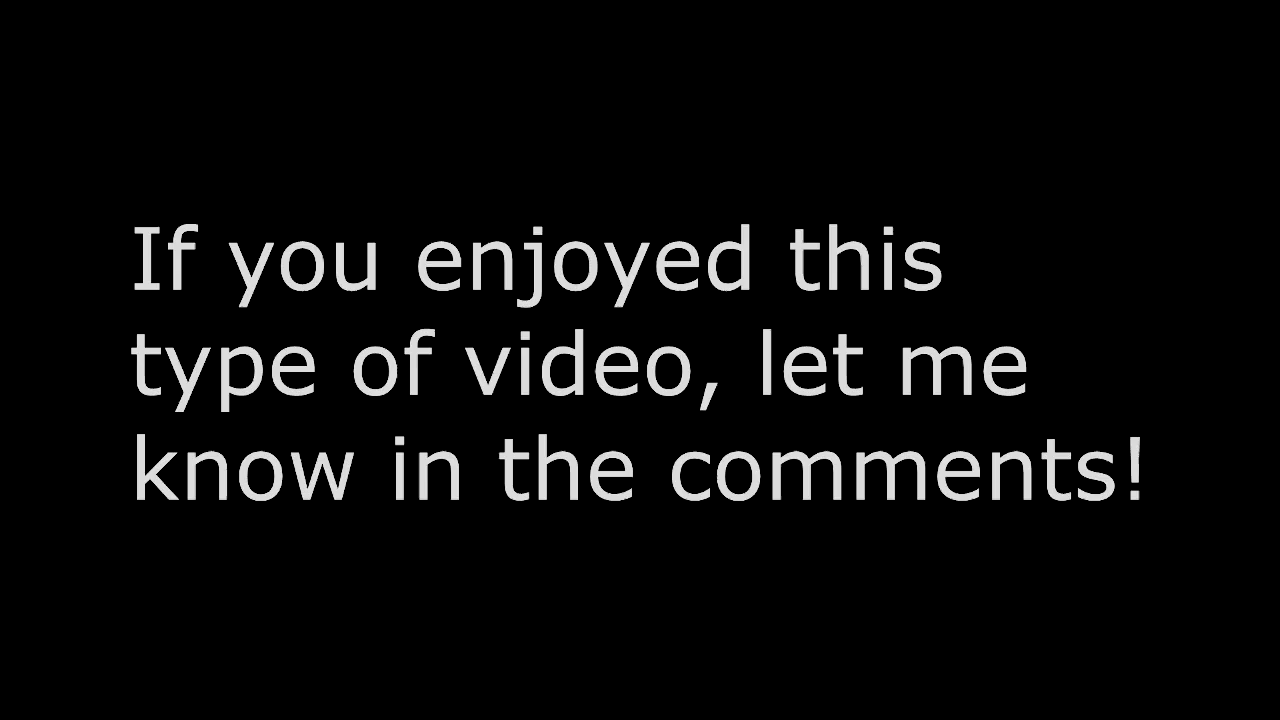 If you enjoyed this
type of video, let me
know in the comments!